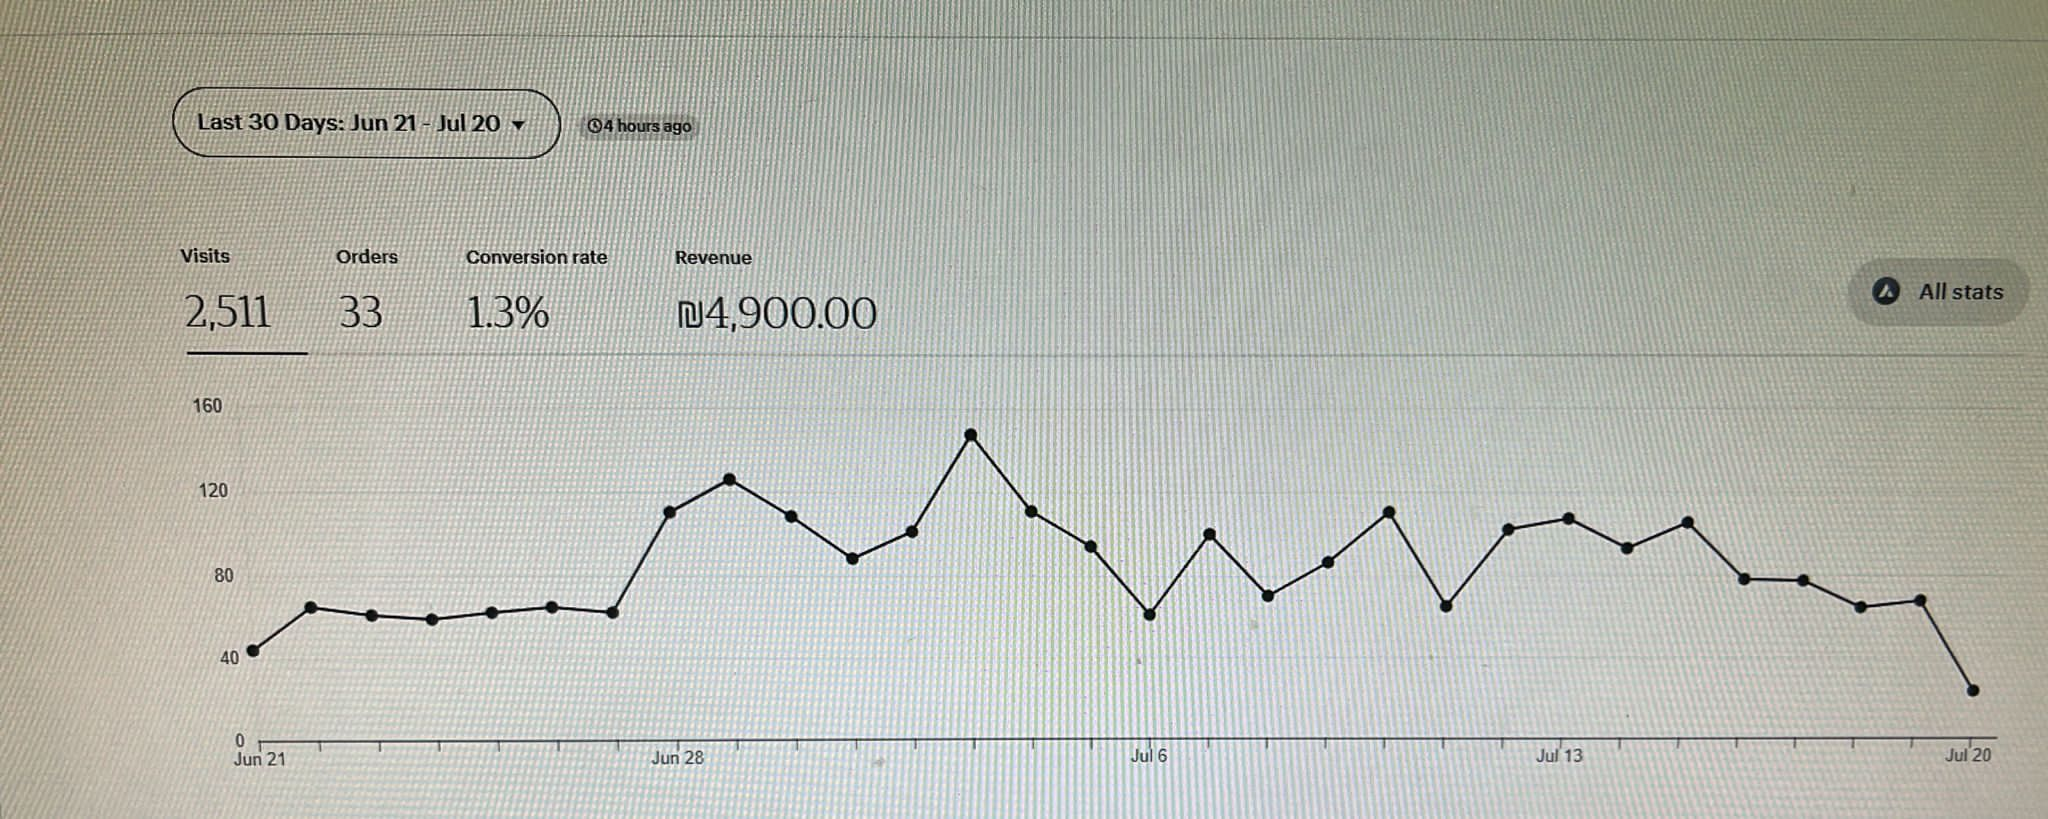 Last 30 Days: Jun 21 - Jul 20
4 hours ago
Visits
Orders
Conversion rate
Revenue
2,511
33
1.3%
₪4,900.00
All stats
160
120
80
40
0
Jun 21
Jun 28
Jul 6
Jul 13
Jul 20